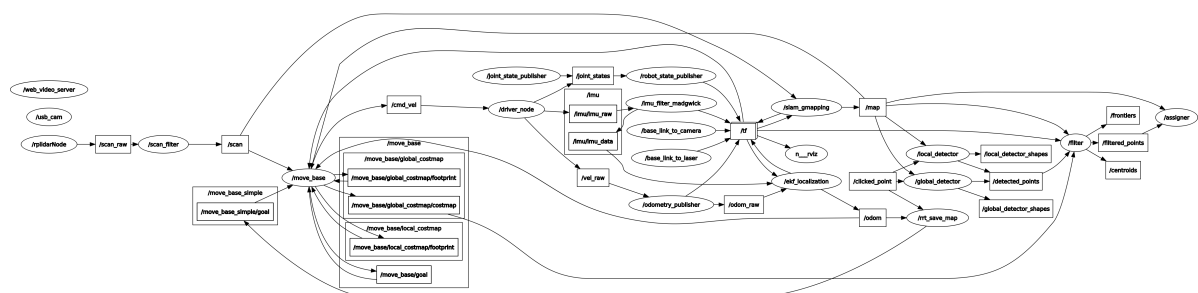 /web_video_server
/usb_cam
/rplidarNode
/scan_raw
/scan_filter
/scan
/move_base_simple
/move_base_simple/goal
/move_base
/cmd_vel
/move_base
/move_base/global_costmap
/move_base/global_costmap/footprint
/move_base/global_costmap/costmap
/move_base/local_costmap
/move_base/local_costmap/footprint
/move_base/goal
/joint_state_publisher
/joint_states
/robot_state_publisher
/driver_node
/imu
/imu/imu_raw
/imu/imu_data
/imu_filter_madgwick
/base_link_to_camera
/base_link_to_laser
/vel_raw
/odometry_publisher
/odom_raw
/tf
/slam_gmapping
/n___rviz
/ekf_localization
/map
/odom
/clicked_point
/local_detector
/global_detector
/rrt_save_map
/local_detector_shapes
/detected_points
/global_detector_shapes
/filter
/frontiers
/filtered_points
/centroids
/assigner